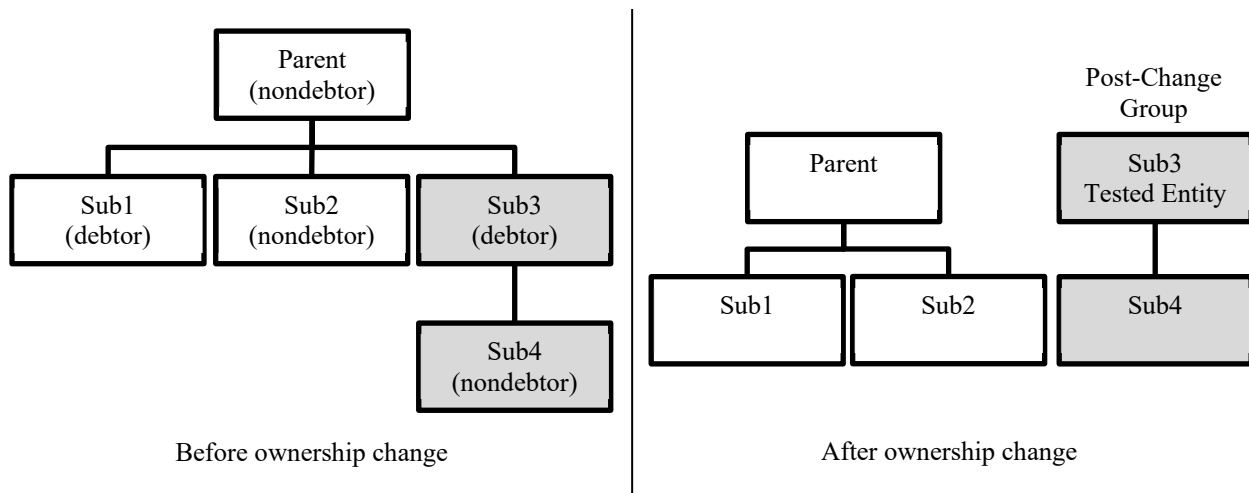 Parent
(nondebtor)
Sub1
(debtor)
Sub2
(nondebtor)
Sub3
(debtor)
Sub4
(nondebtor)
Before ownership change
Post-Change
Group
Parent
Sub3
Tested Entity
Sub1
Sub2
Sub4
After ownership change